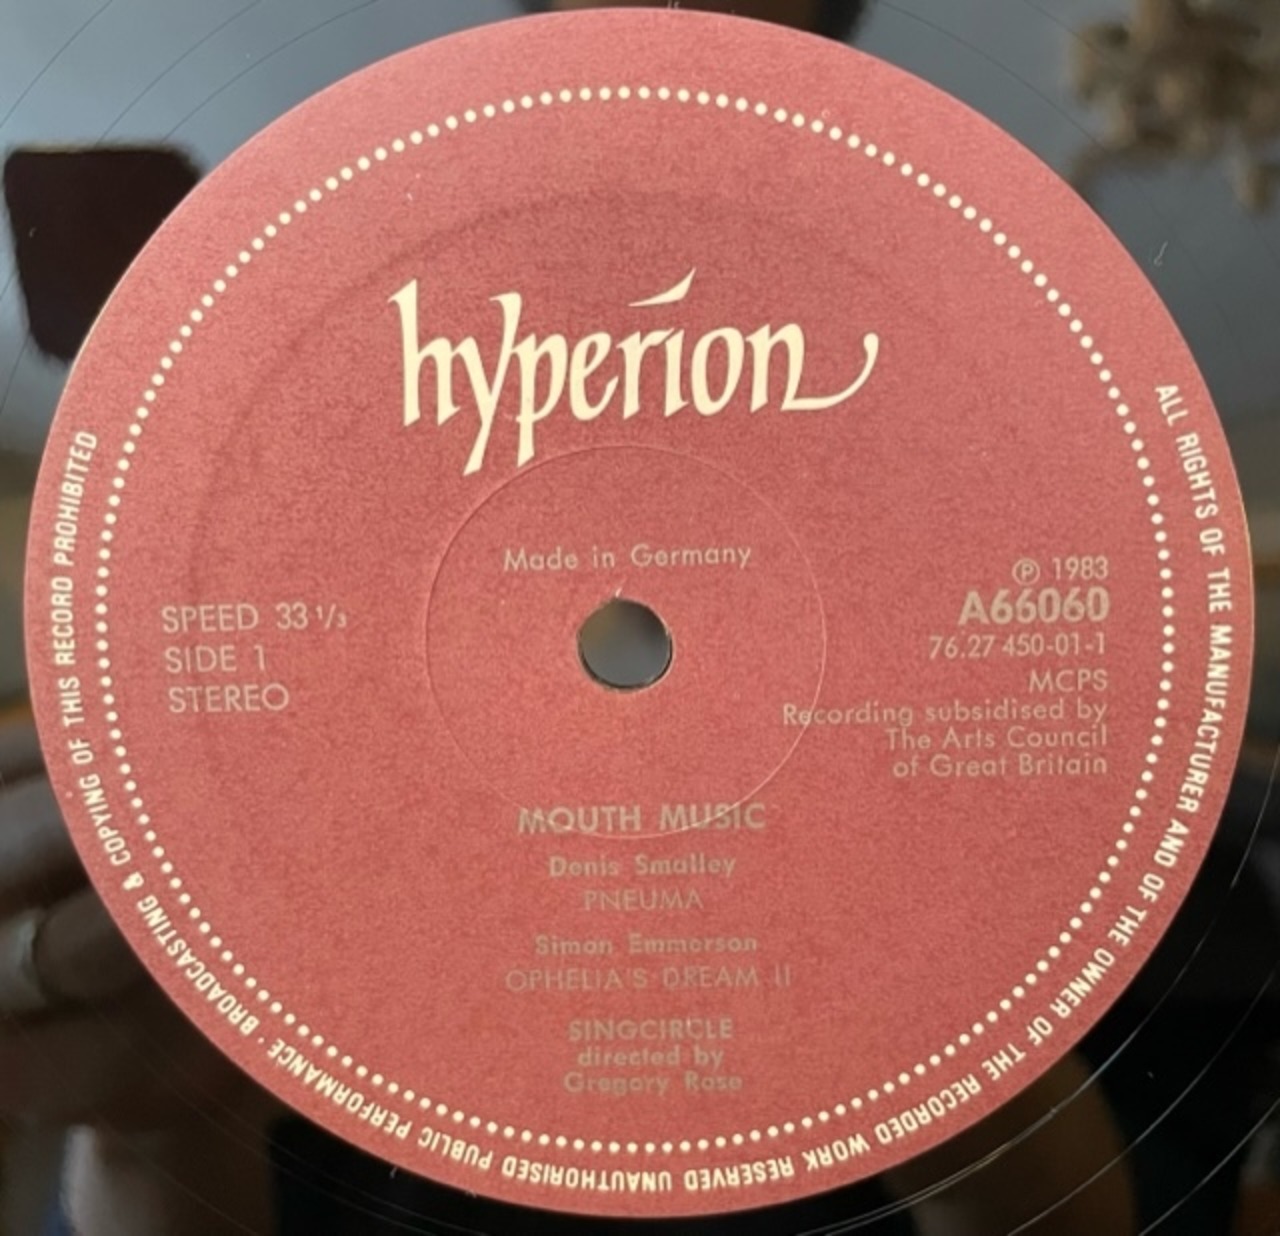 hyperion
Made in Germany
SPEED 33 1/3
SIDE 1
STEREO
Ⓟ 1983
A66060
76.27 450-01-1
MCPS
Recording subsidised by
The Arts Council
of Great Britain
MOUTH MUSIC
Denis Smalley
PNEUMA
Simon Emmerson
OPHELIA'S DREAM II
SINGCIRCLE
directed by
Gregory Rose
ALL RIGHTS OF THE MANUFACTURER AND OF THE OWNER OF THE RECORDED WORK RESERVED UNAUTHORISED PUBLIC PERFORMANCE · BROADCASTING & COPYING OF THIS RECORD PROHIBITED